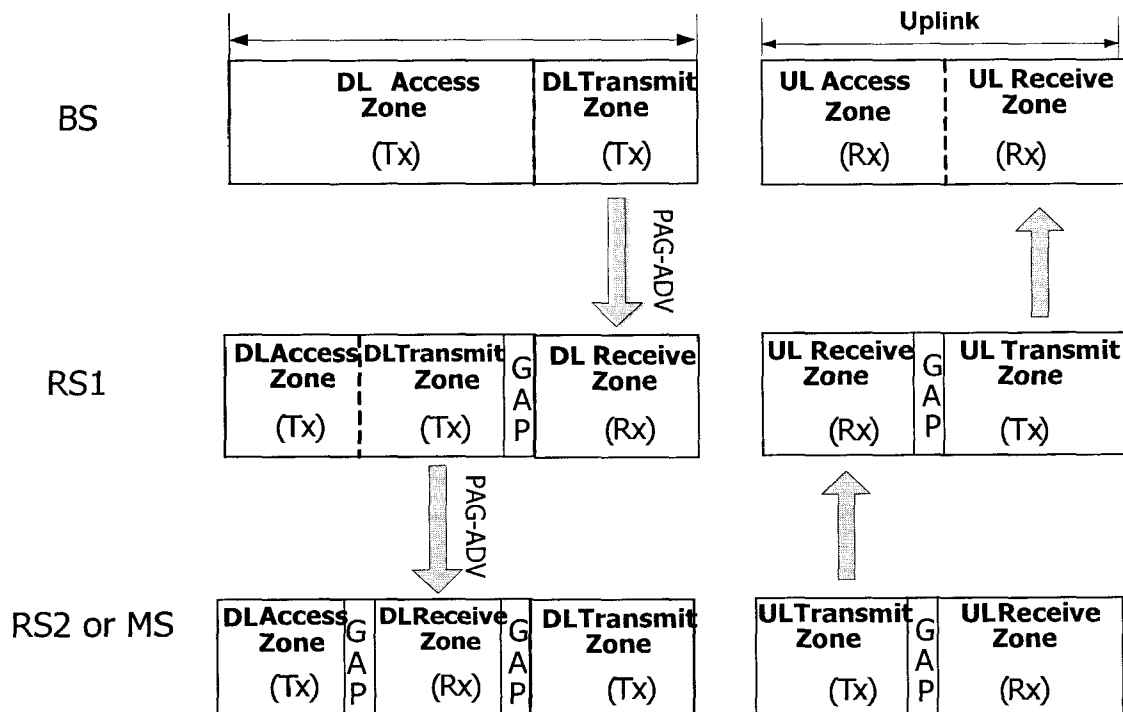 Uplink
BS
DL Access Zone
(Tx)
DLTransmit Zone
(Tx)
UL Access Zone
(Rx)
UL Receive Zone
(Rx)
PAG-ADV
RS1
DLAccess Zone
(Tx)
DLTransmit Zone
(Tx)
GAP
DL Receive Zone
(Rx)
UL Receive Zone
(Rx)
GAP
UL Transmit Zone
(Tx)
PAG-ADV
RS2 or MS
DLAccess Zone
(Tx)
GAP
DLReceive Zone
(Rx)
GAP
DLTransmit Zone
(Tx)
ULTransmit Zone
(Tx)
GAP
ULReceive Zone
(Rx)